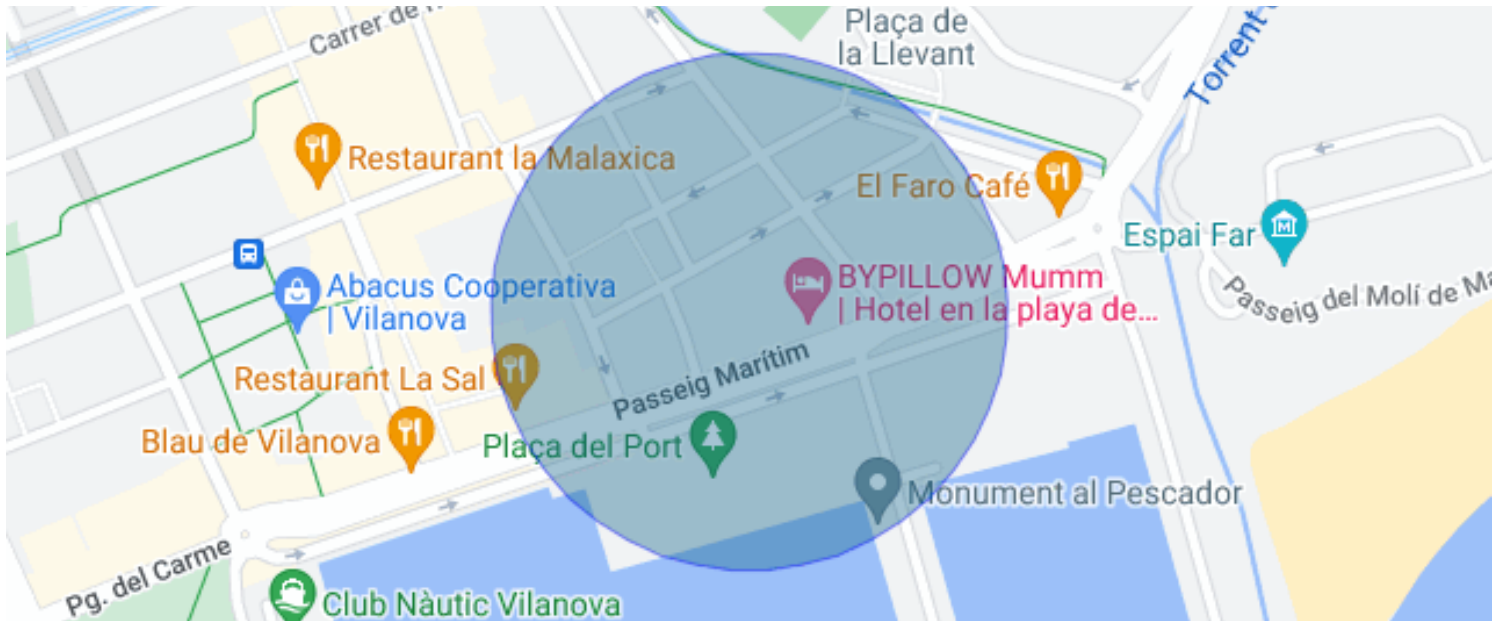 Carrer de
Plaça de
la Llevant
Torrent
Restaurant la Malaxica
El Faro Café
Espai Far
Abacus Cooperativa
| Vilanova
BYPILLOW Mumm
| Hotel en la playa de...
Passeig del Molí de Ma
Restaurant La Sal
Passeig Marítim
Blau de Vilanova
Plaça del Port
Monument al Pescador
Pg. del Carme
Club Nàutic Vilanova